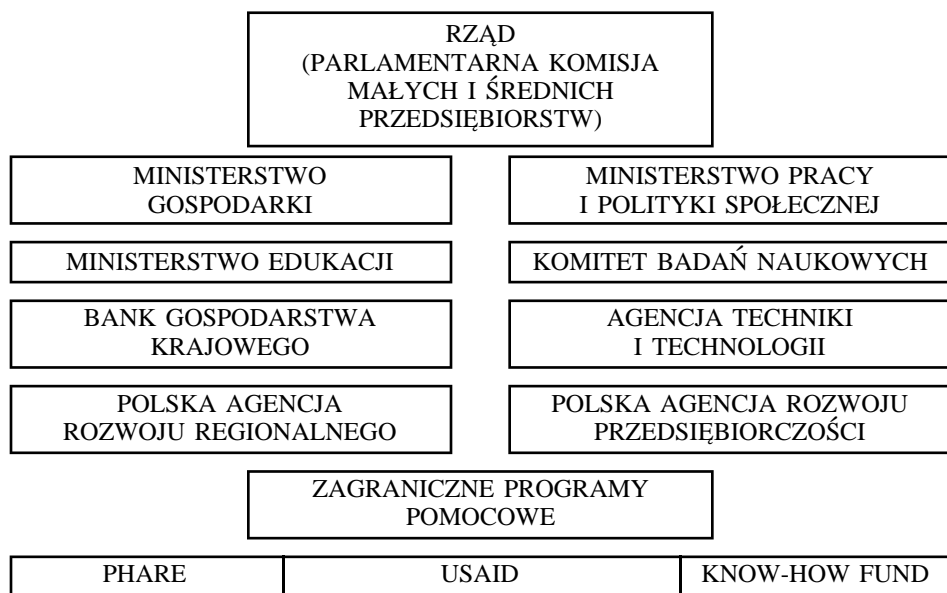 RZĄD
(PARLAMENTARNA KOMISJA
MAŁYCH I ŚREDNICH
PRZEDSIĘBIORSTW)
MINISTERSTWO
GOSPODARKI
MINISTERSTWO PRACY
I POLITYKI SPOŁECZNEJ
MINISTERSTWO EDUKACJI
KOMITET BADAŃ NAUKOWYCH
BANK GOSPODARSTWA
KRAJOWEGO
AGENCJA TECHNIKI
I TECHNOLOGII
POLSKA AGENCJA
ROZWOJU REGIONALNEGO
POLSKA AGENCJA ROZWOJU
PRZEDSIĘBIORCZOŚCI
ZAGRANICZNE PROGRAMY
POMOCOWE
PHARE
USAID
KNOW-HOW FUND